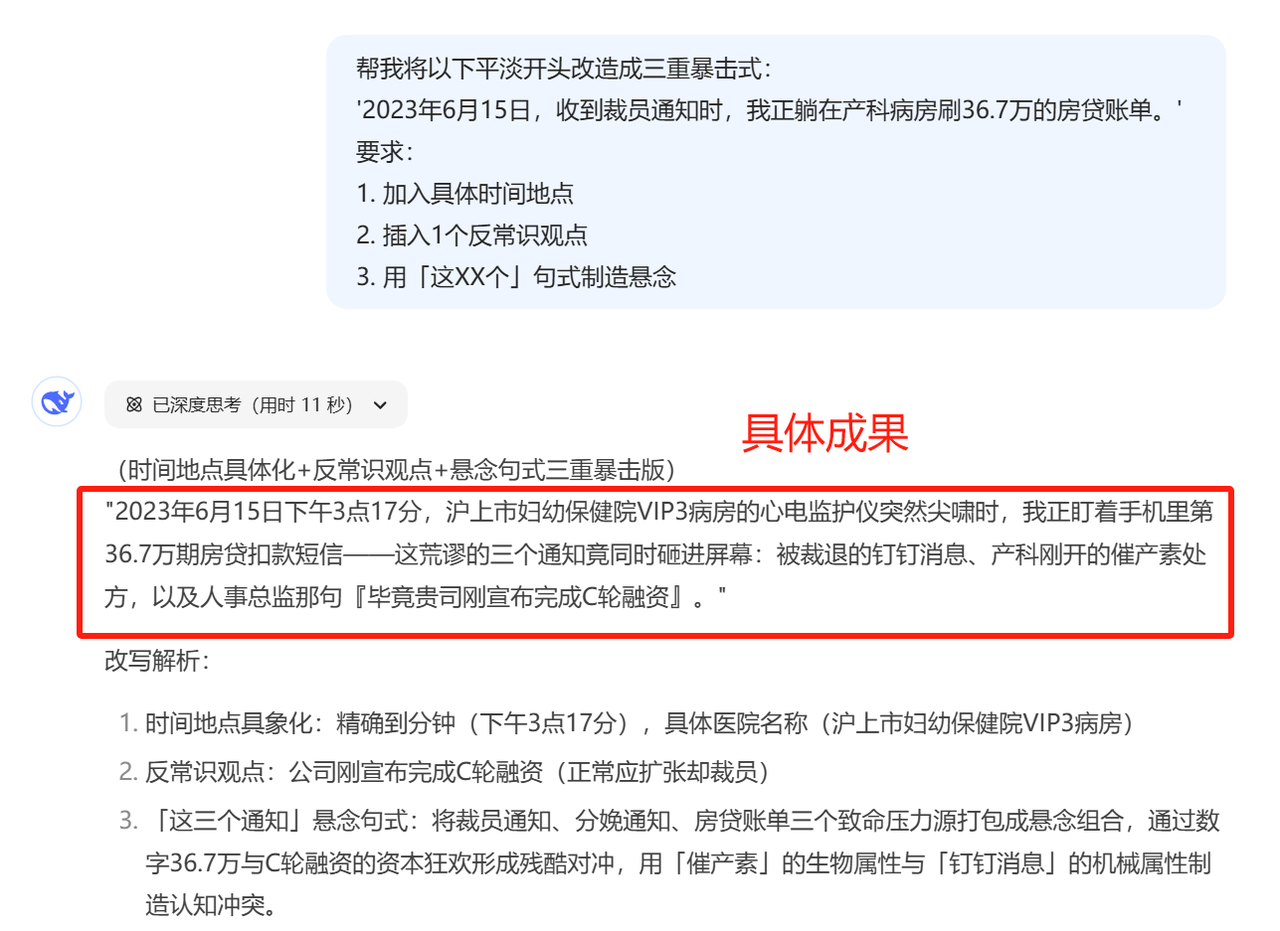 帮我将以下平淡开头改造成三重暴击式：
'2023年6月15日，收到裁员通知时，我正躺在产科病房刷36.7万的房贷账单。'
要求：
1. 加入具体时间地点
2. 插入1个反常识观点
3. 用「这XX个」句式制造悬念
已深度思考（用时 11 秒）
具体成果
（时间地点具体化+反常识观点+悬念句式三重暴击版）
"2023年6月15日下午3点17分，沪上市妇幼保健院VIP3病房的心电监护仪突然尖啸时，我正盯着手机里第
36.7万期房贷扣款短信——这荒谬的三个通知竟同时砸进屏幕：被裁退的钉钉消息、产科刚开的催产素处
方，以及人事总监那句『毕竟贵司刚宣布完成C轮融资』。"
改写解析：
1. 时间地点具象化：精确到分钟（下午3点17分），具体医院名称（沪上市妇幼保健院VIP3病房）
2. 反常识观点：公司刚宣布完成C轮融资（正常应扩张却裁员）
3. 「这三个通知」悬念句式：将裁员通知、分娩通知、房贷账单三个致命压力源打包成悬念组合，通过数
字36.7万与C轮融资的资本狂欢形成残酷对冲，用「催产素」的生物属性与「钉钉消息」的机械属性制
造认知冲突。